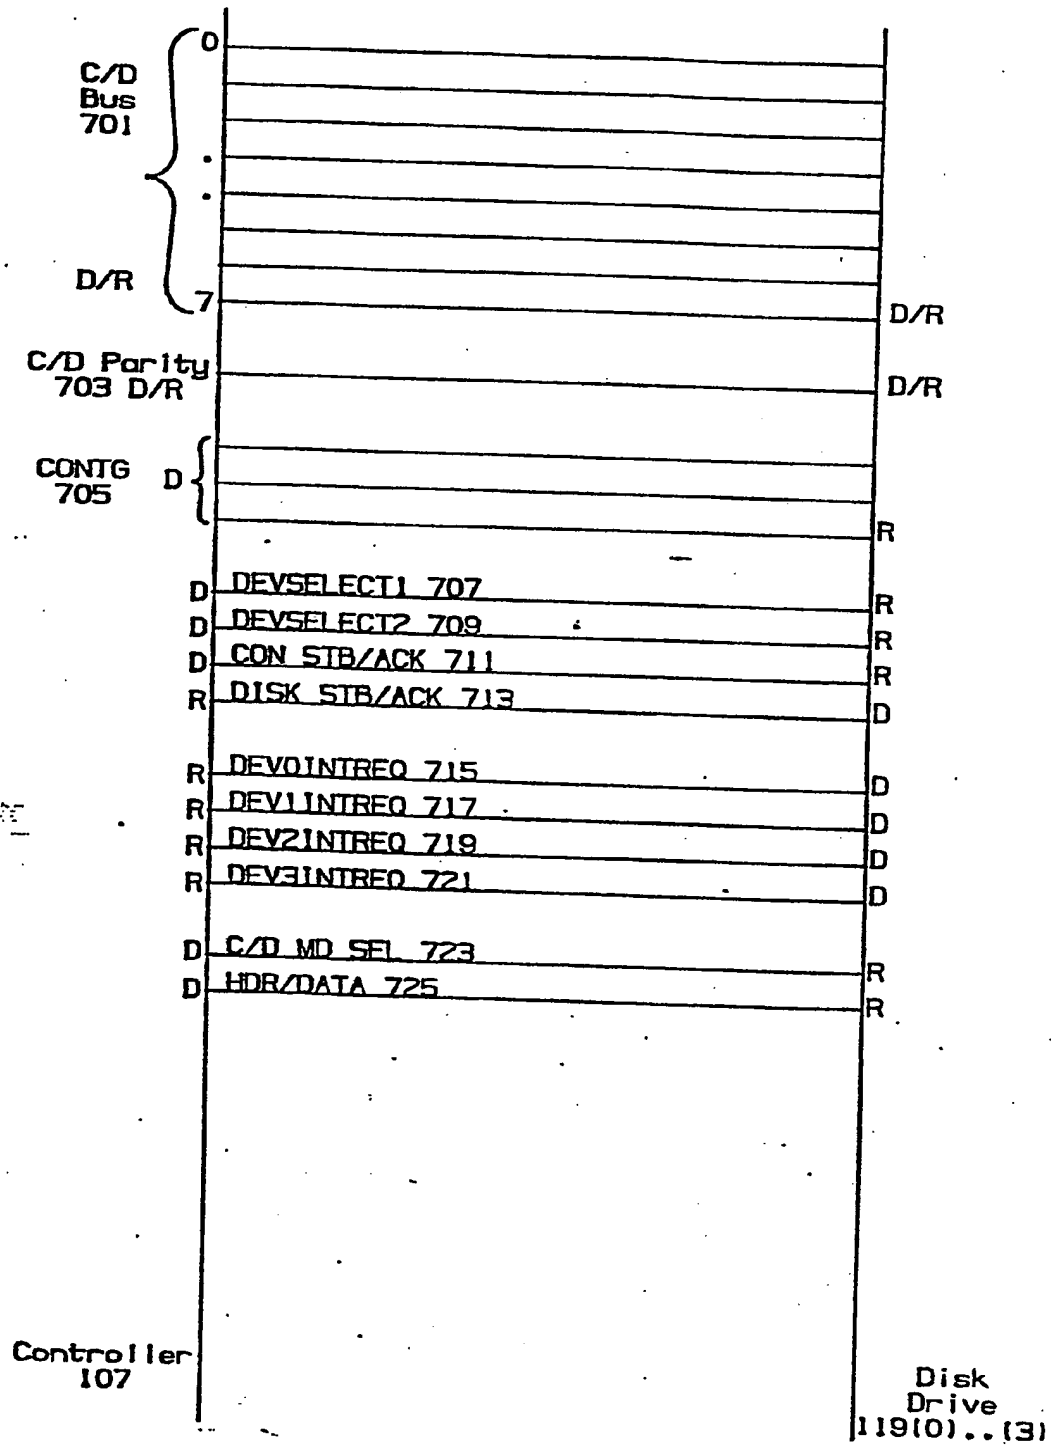 0
C/D
Bus
701
.
.
D/R
7
D/R
C/D Parity
703 D/R
D/R
CONTG
705
D
R
D DEVSELECT1 707 R
D DEVSELECT2 709 R
D CON STB/ACK 711 R
R DISK STB/ACK 713 D
R DEV0INTREQ 715 D
R DEV1INTREQ 717 D
R DEV2INTREQ 719 D
R DEV3INTREQ 721 D
D C/D MD SEL 723 R
D HDR/DATA 725 R
Controller
107
Disk
Drive
119(0)..(3)